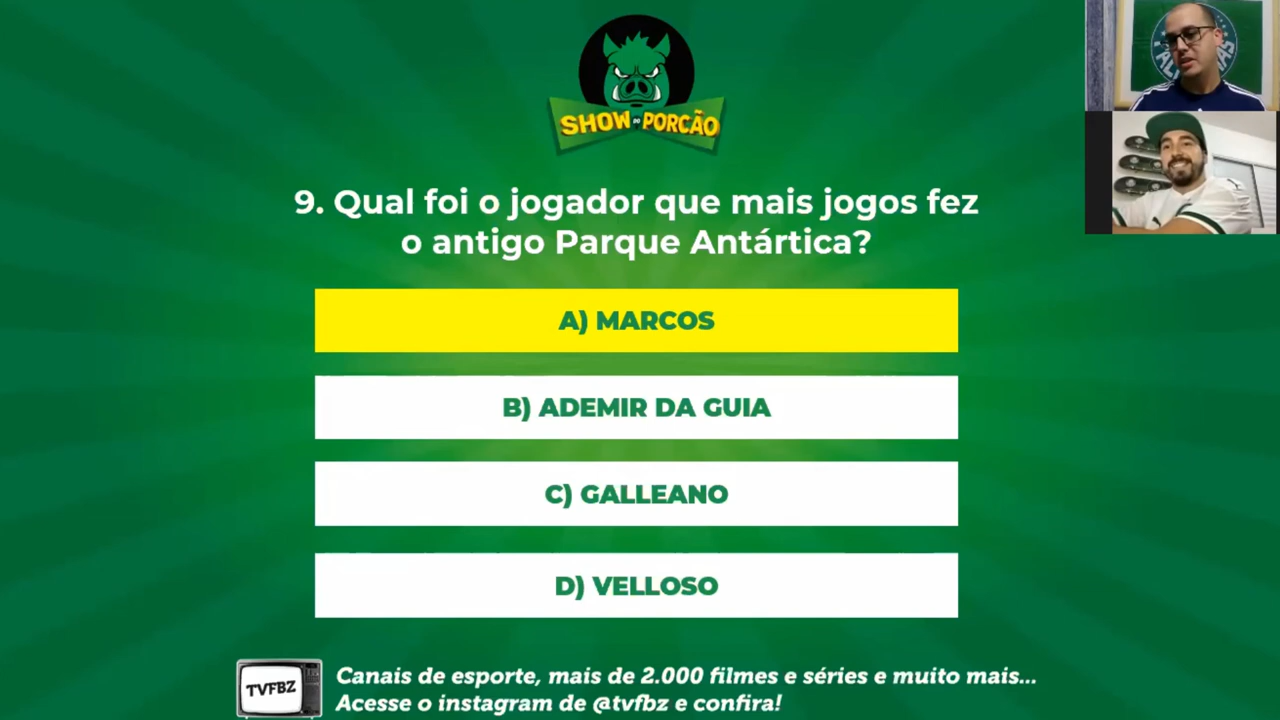 SHOW DO PORCÃO
9. Qual foi o jogador que mais jogos fez
o antigo Parque Antártica?
A) MARCOS
B) ADEMIR DA GUIA
C) GALLEANO
D) VELLOSO
TVFBZ
Canais de esporte, mais de 2.000 filmes e séries e muito mais...
Acesse o instagram de @tvfbz e confira!